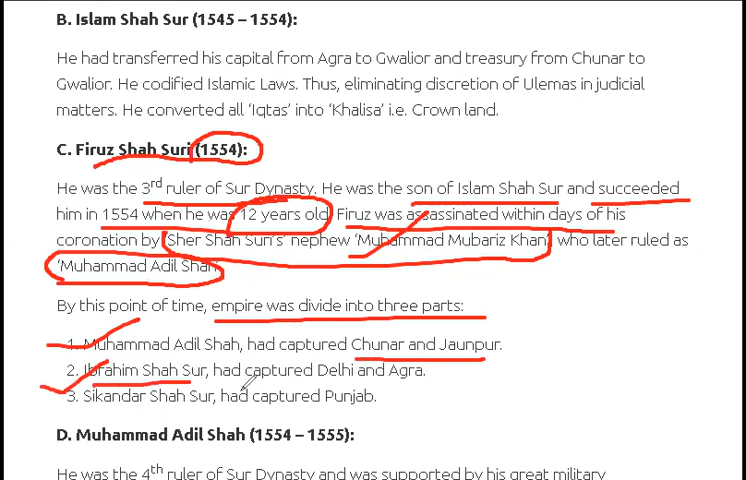 B. Islam Shah Sur (1545 – 1554):
He had transferred his capital from Agra to Gwalior and treasury from Chunar to
Gwalior. He codified Islamic Laws. Thus, eliminating discretion of Ulemas in judicial
matters. He converted all ‘Iqtas’ into ‘Khalisa’ i.e. Crown land.
C. Firuz Shah Suri (1554):
He was the 3rd ruler of Sur Dynasty. He was the son of Islam Shah Sur and succeeded
him in 1554 when he was 12 years old. Firuz was assassinated within days of his
coronation by ‘Sher Shah Suri’s’ nephew ‘Muhammad Mubariz Khan’, who later ruled as
‘Muhammad Adil Shah’.
By this point of time, empire was divide into three parts:
1. Muhammad Adil Shah, had captured Chunar and Jaunpur.
2. Ibrahim Shah Sur, had captured Delhi and Agra.
3. Sikandar Shah Sur, had captured Punjab.
D. Muhammad Adil Shah (1554 – 1555):
He was the 4th ruler of Sur Dynasty and was supported by his great military